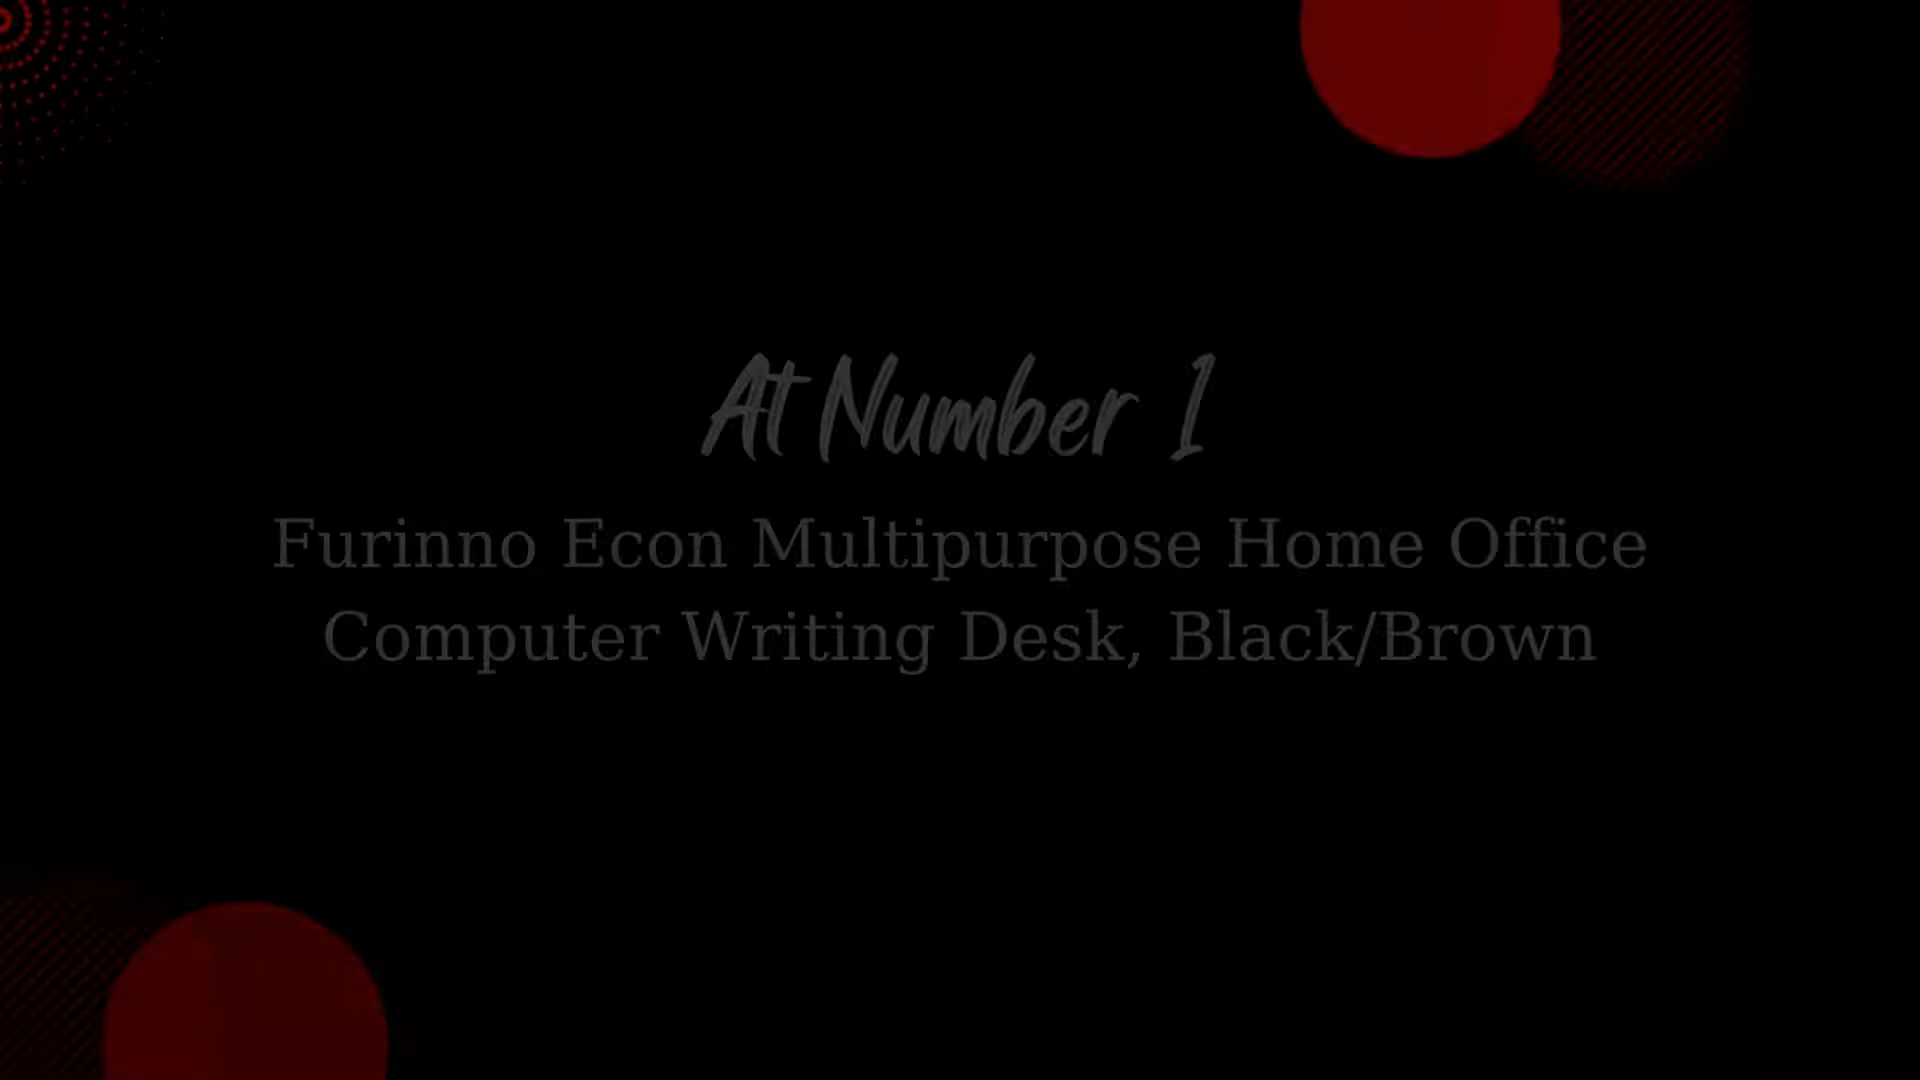 At Number 1
Furinno Econ Multipurpose Home Office
Computer Writing Desk, Black/Brown